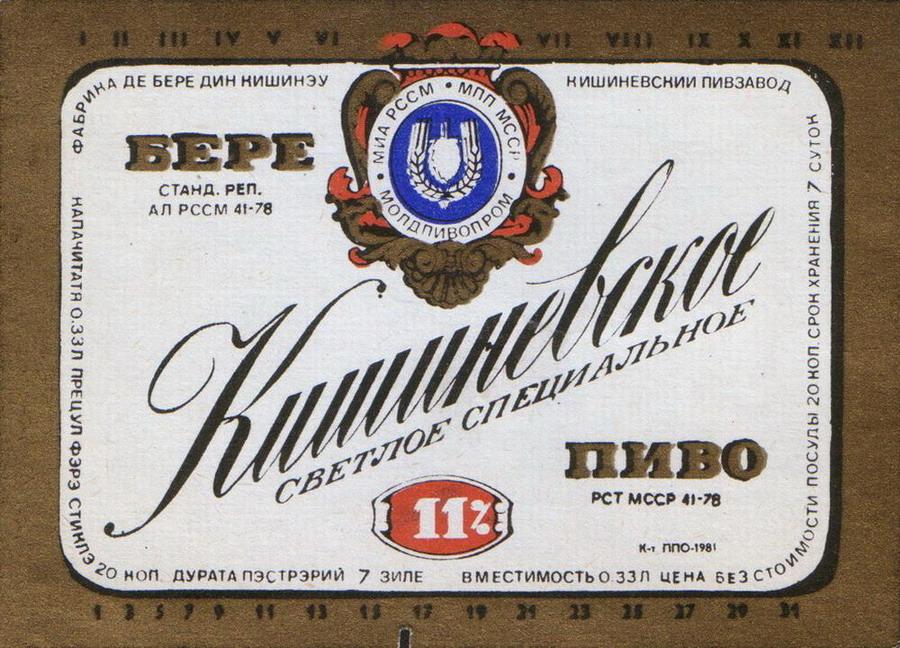 I II III IV V VI VII VIII IX X XI XII
ФАБРИКА ДЕ БЕРЕ ДИН КИШИНЭУ
КИШИНЕВСКИЙ ПИВЗАВОД
МИА РССМ • МПП МССР • МОЛДПИВОПРОМ •
БЕРЕ
СТАНД. РЕП.
АЛ РССМ 41-78
Кишиневское
СВЕТЛОЕ СПЕЦИАЛЬНОЕ
ПИВО
РСТ МССР 41-78
11%
К-т ППО-1981
КАПАЧИТАТЯ 0.33Л ПРЕЦУЛ ФЭРЭ СТИКЛЭ 20 КОП. ДУРАТА ПЭСТРЭРИЙ 7 ЗИЛЕ
ВМЕСТИМОСТЬ 0.33Л ЦЕНА БЕЗ СТОИМОСТИ ПОСУДЫ 20 КОП. СРОК ХРАНЕНИЯ 7 СУТОК
1 3 5 7 9 11 13 15 17 19 21 23 25 27 29 31